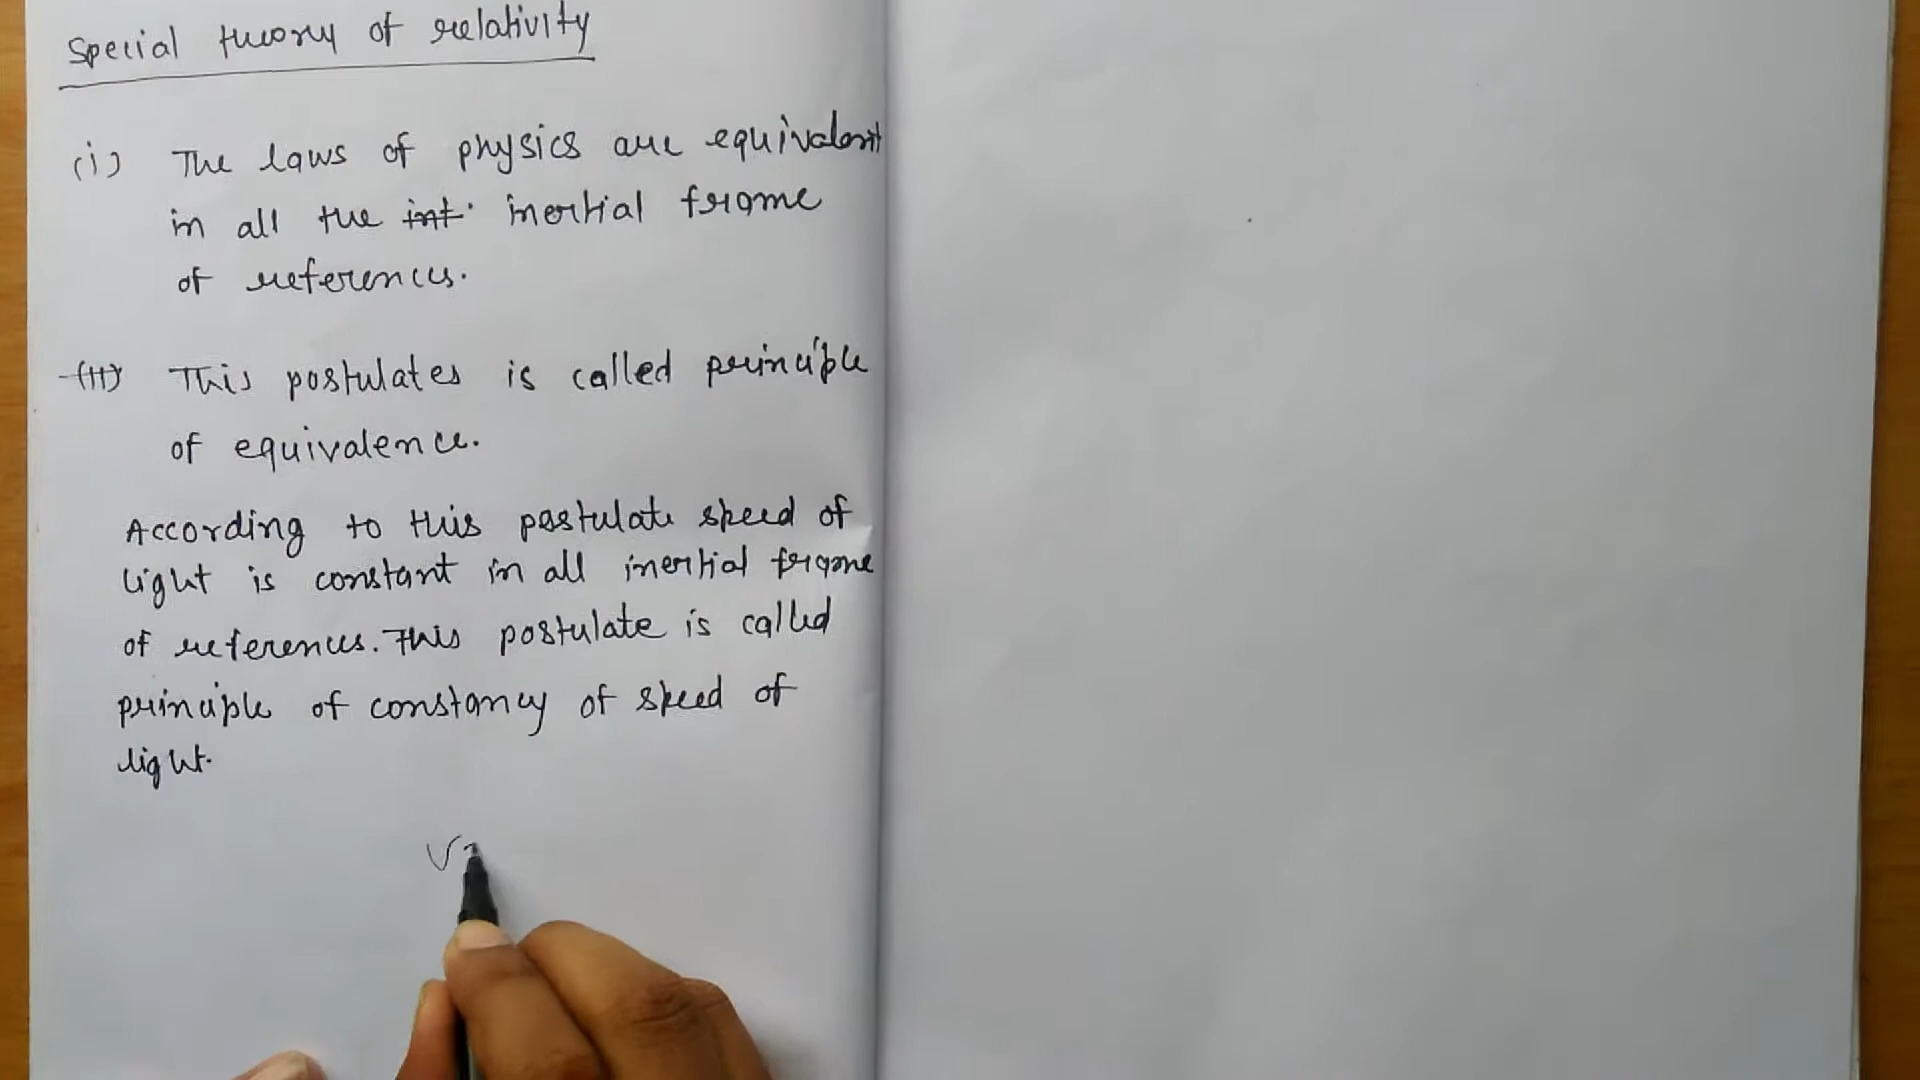 Special theory of relativity
(i) The laws of physics are equivalent
in all the int. inertial frame
of references.
(II) This postulates is called principle
of equivalence.
According to this postulate speed of
light is constant in all inertial frame
of references. This postulate is called
principle of constancy of speed of
light.
V